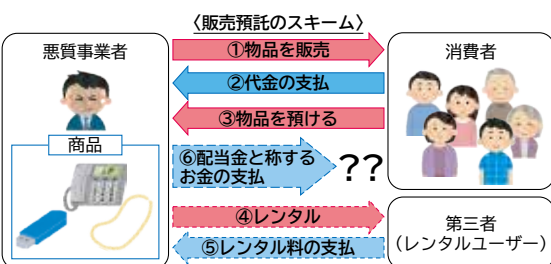 〈販売預託のスキーム〉
悪質事業者
①物品を販売
消費者
②代金の支払
③物品を預ける
商品
⑥配当金と称する
お金の支払
??
④レンタル
⑤レンタル料の支払
第三者
（レンタルユーザー）